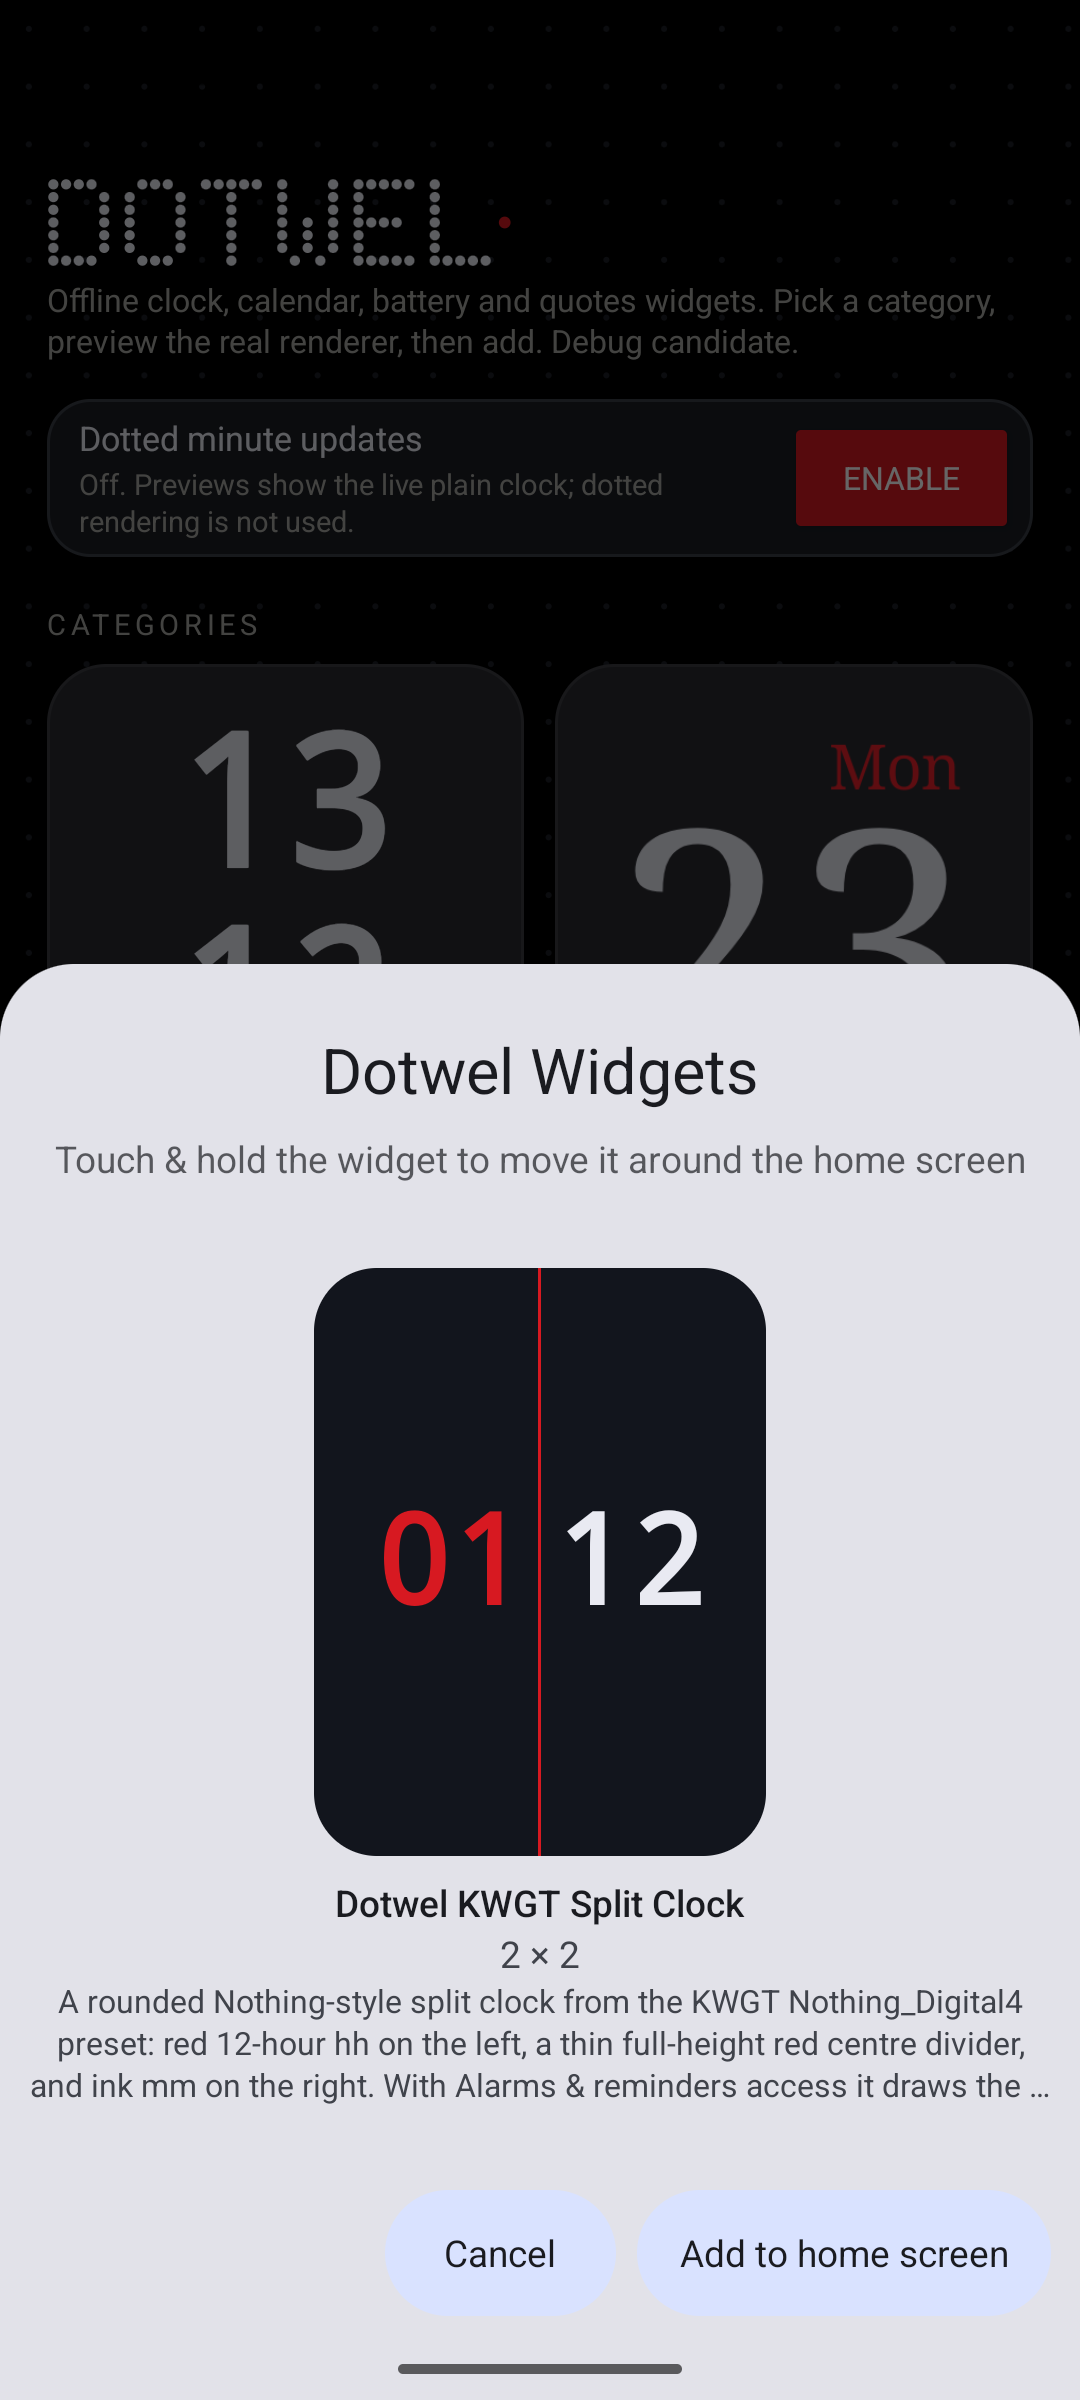 DOTWEL.
Offline clock, calendar, battery and quotes widgets. Pick a category,
preview the real renderer, then add. Debug candidate.
Dotted minute updates
Off. Previews show the live plain clock; dotted
rendering is not used.
ENABLE
CATEGORIES
13
12
Mon
23
Dotwel Widgets
Touch & hold the widget to move it around the home screen
01 12
Dotwel KWGT Split Clock
2 × 2
A rounded Nothing-style split clock from the KWGT Nothing_Digital4
preset: red 12-hour hh on the left, a thin full-height red centre divider,
and ink mm on the right. With Alarms & reminders access it draws the ...
Cancel
Add to home screen